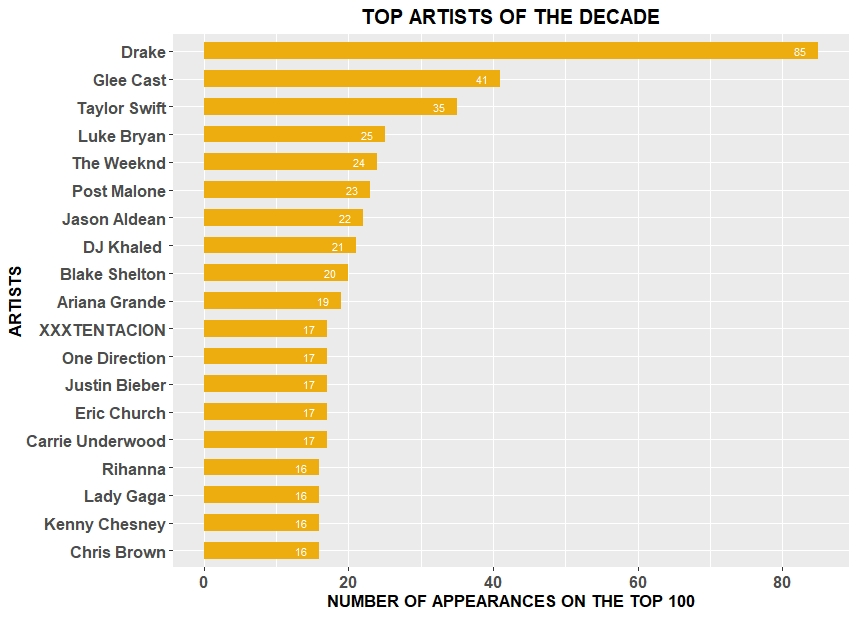 TOP ARTISTS OF THE DECADE
ARTISTS
Drake 85
Glee Cast 41
Taylor Swift 35
Luke Bryan 25
The Weeknd 24
Post Malone 23
Jason Aldean 22
DJ Khaled 21
Blake Shelton 20
Ariana Grande 19
XXXTENTACION 17
One Direction 17
Justin Bieber 17
Eric Church 17
Carrie Underwood 17
Rihanna 16
Lady Gaga 16
Kenny Chesney 16
Chris Brown 16
0 20 40 60 80
NUMBER OF APPEARANCES ON THE TOP 100